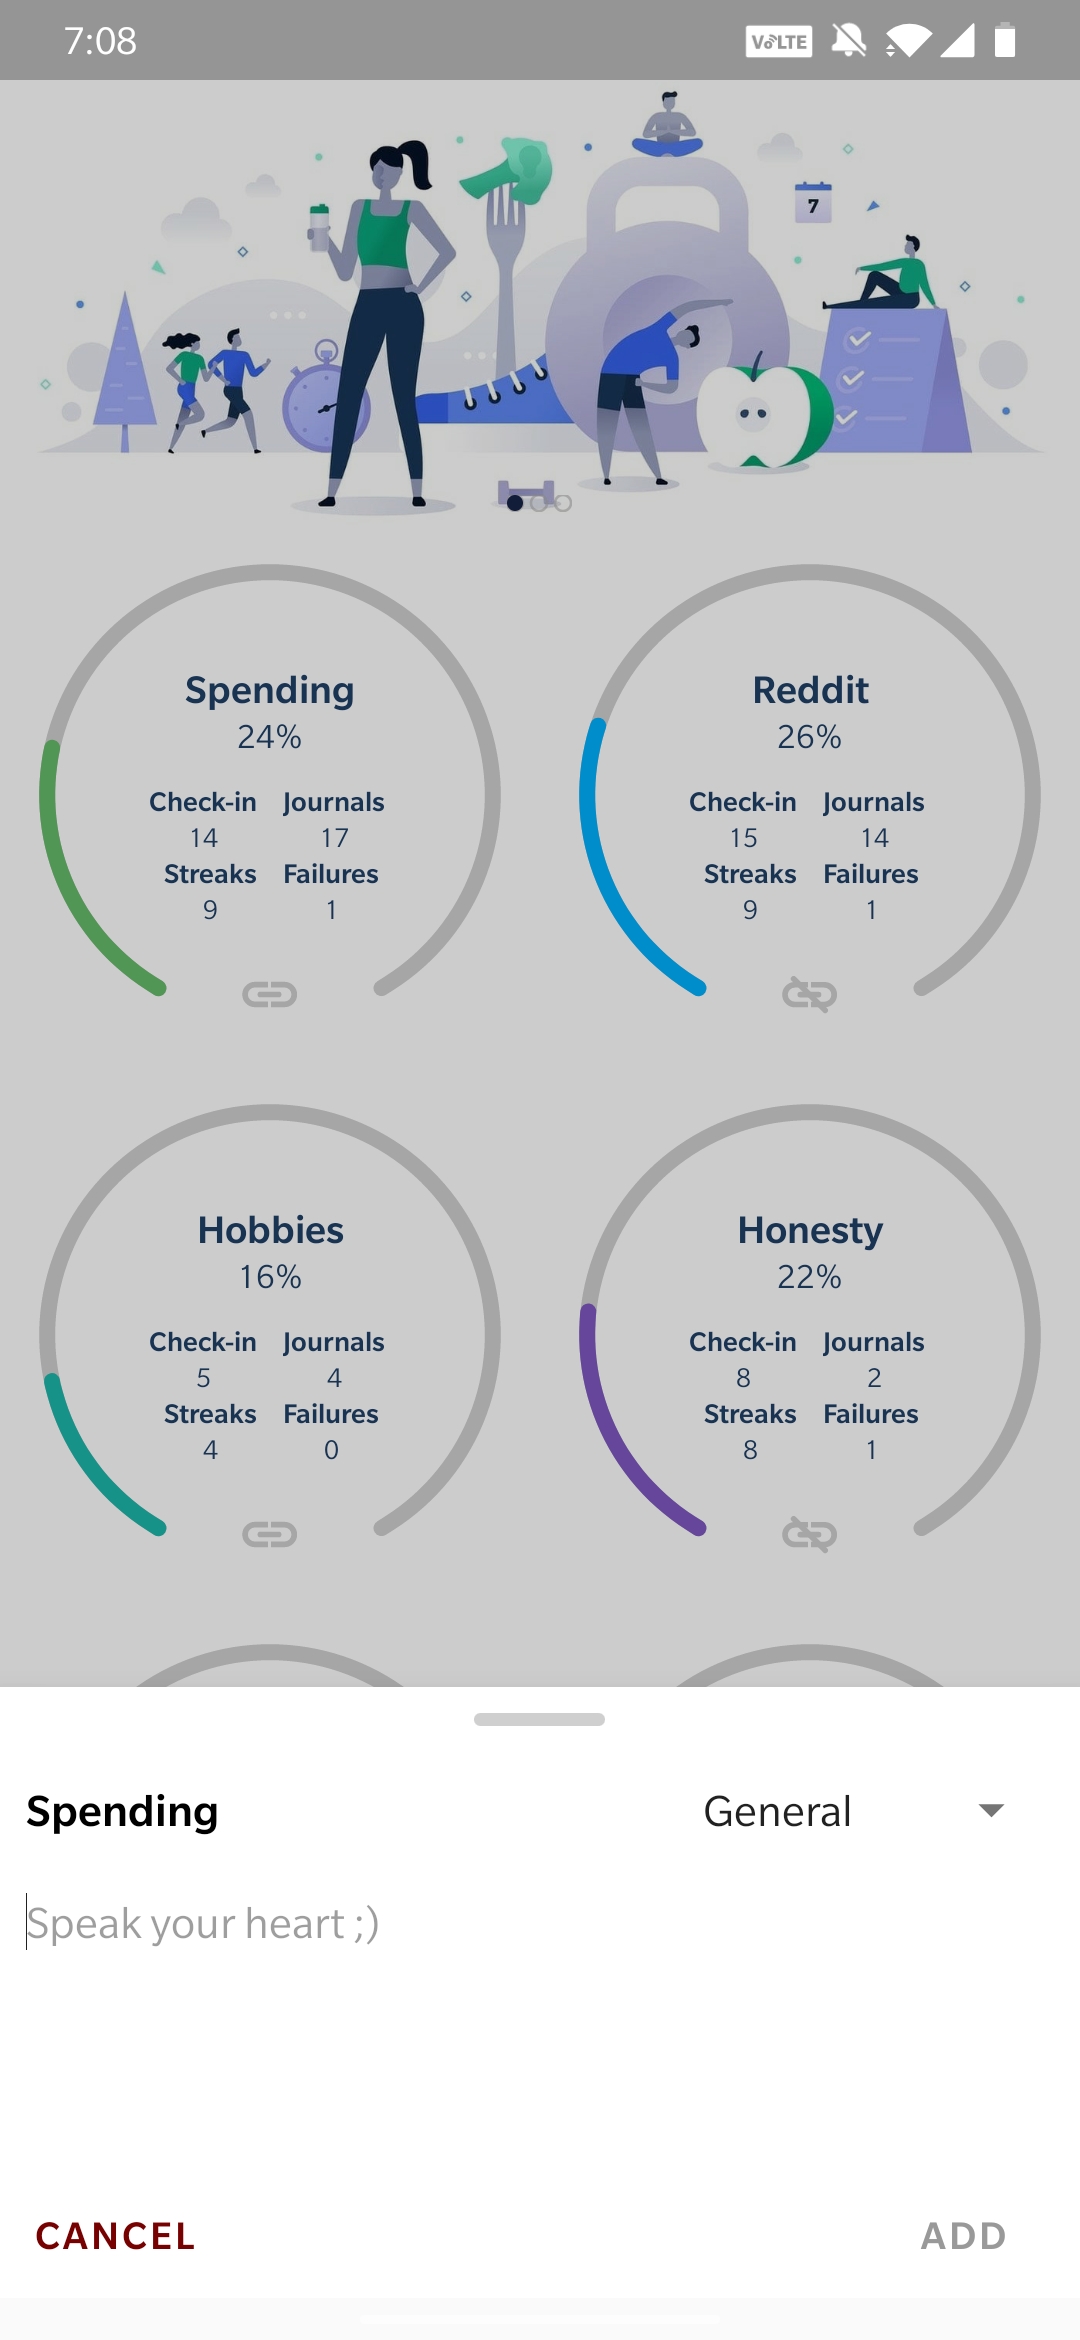 7:08 VoLTE
7
Spending Reddit
24% 26%
Check-in Journals Check-in Journals
14 17 15 14
Streaks Failures Streaks Failures
9 1 9 1
Hobbies Honesty
16% 22%
Check-in Journals Check-in Journals
5 4 8 2
Streaks Failures Streaks Failures
4 0 8 1
Spending General
Speak your heart ;)
CANCEL ADD